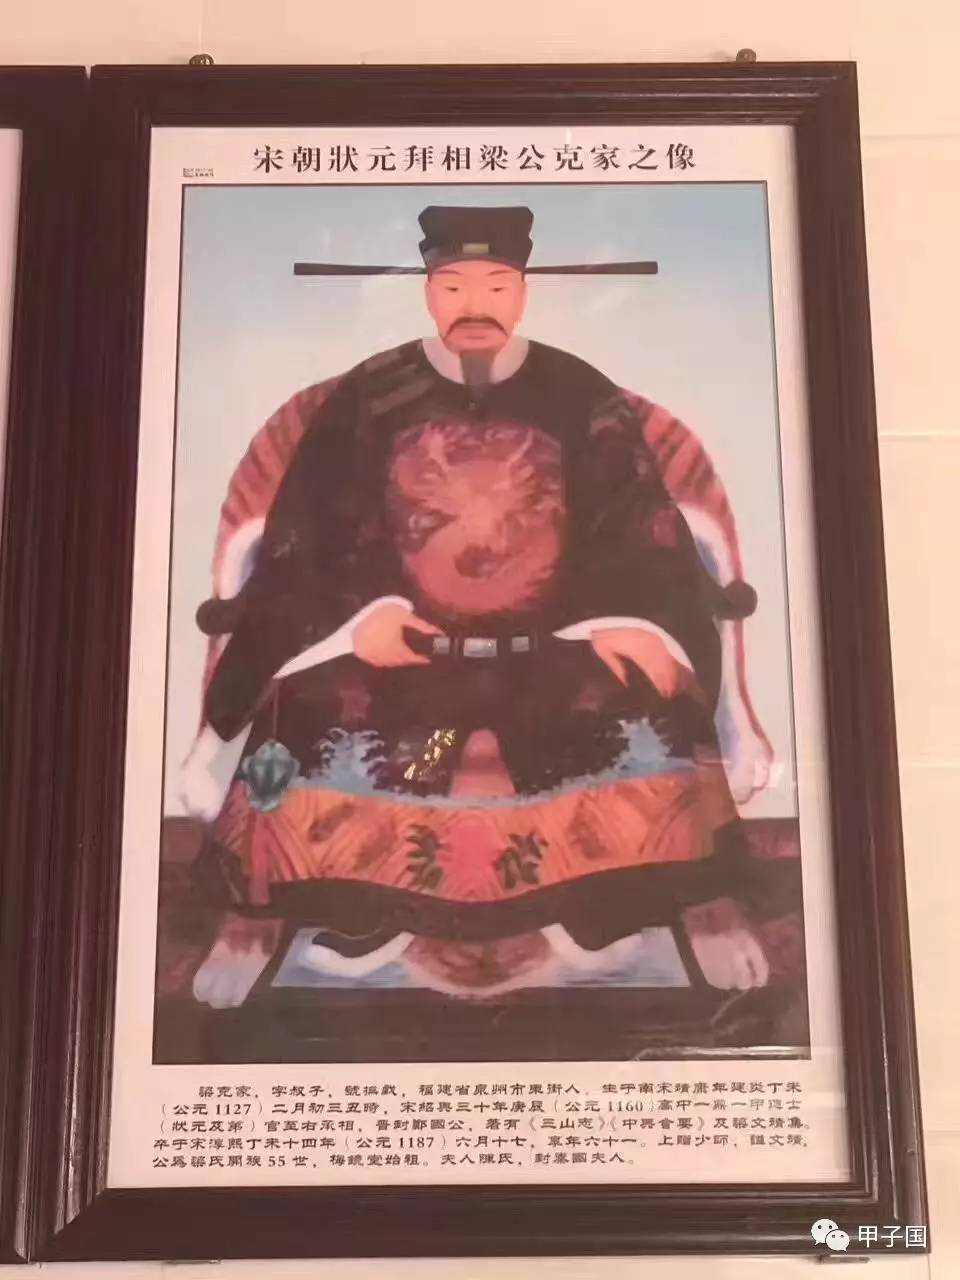 宋朝狀元拜相梁公克家之像
梁克家，字叔子，號撫戲，福建省泉州市東街人。生于南宋靖康年建炎丁未
（公元1127）二月初三丑時，宋紹興三十年庚辰（公元1160）高中一榜一甲進士
（狀元及第）官至右承相，晋封鄭國公，著有《三山志》《中興會要》及梁文靖集。
卒于宋淳熙丁未十四年（公元1187）六月十七，享年六十一。上贈少師，謚文靖，
公爲梁氏開族55世，梅鏡堂始祖。夫人陳氏，封秦國夫人。
甲子国